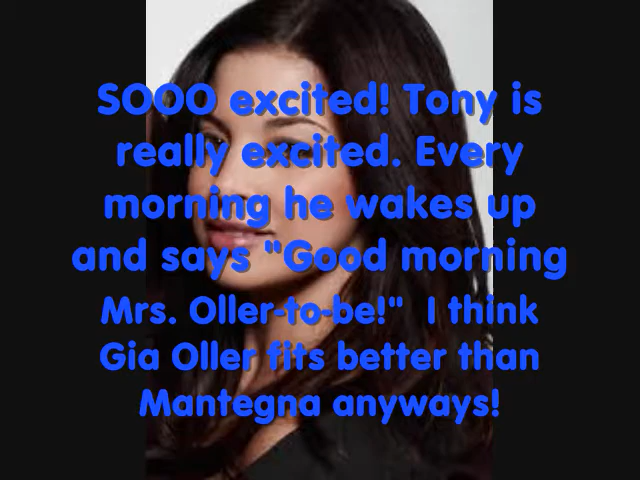 SOOO excited! Tony is
really excited. Every
morning he wakes up
and says "Good morning
Mrs. Oller-to-be!" I think
Gia Oller fits better than
Mantegna anyways!